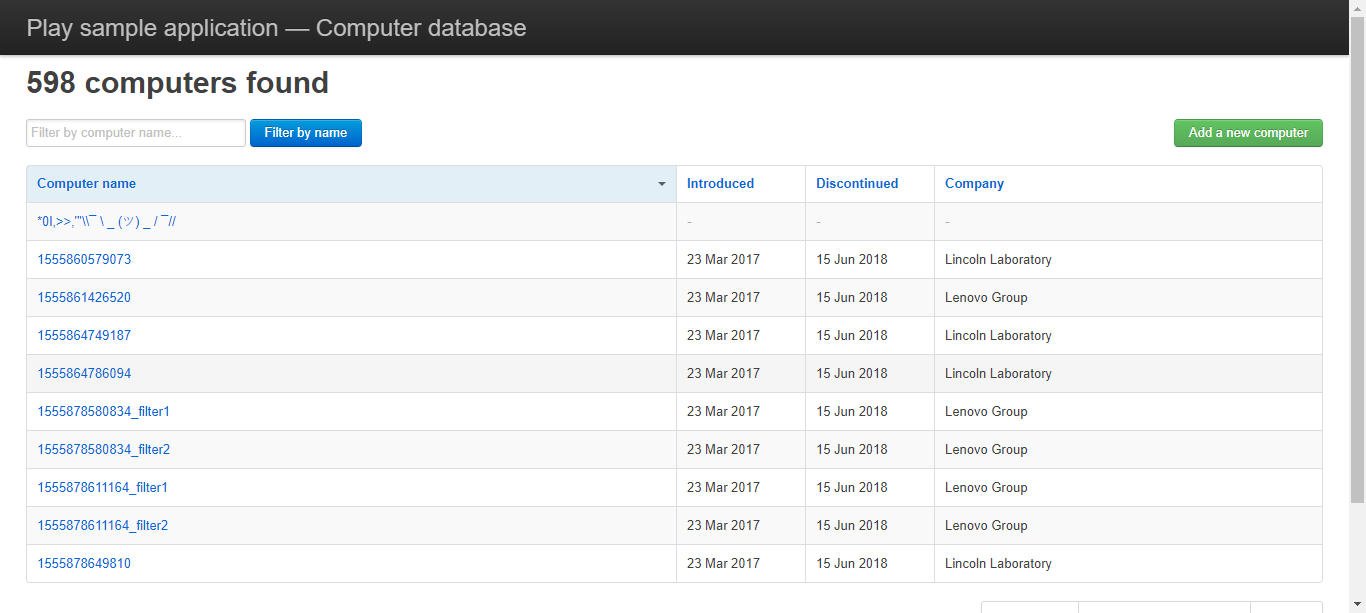 Play sample application — Computer database
598 computers found
Filter by computer name...
Filter by name
Add a new computer
Computer name Introduced Discontinued Company
*0I,>>,'"\\¯ \ _ (ツ) _ / ¯// - - -
1555860579073 23 Mar 2017 15 Jun 2018 Lincoln Laboratory
1555861426520 23 Mar 2017 15 Jun 2018 Lenovo Group
1555864749187 23 Mar 2017 15 Jun 2018 Lincoln Laboratory
1555864786094 23 Mar 2017 15 Jun 2018 Lincoln Laboratory
1555878580834_filter1 23 Mar 2017 15 Jun 2018 Lenovo Group
1555878580834_filter2 23 Mar 2017 15 Jun 2018 Lenovo Group
1555878611164_filter1 23 Mar 2017 15 Jun 2018 Lenovo Group
1555878611164_filter2 23 Mar 2017 15 Jun 2018 Lenovo Group
1555878649810 23 Mar 2017 15 Jun 2018 Lincoln Laboratory